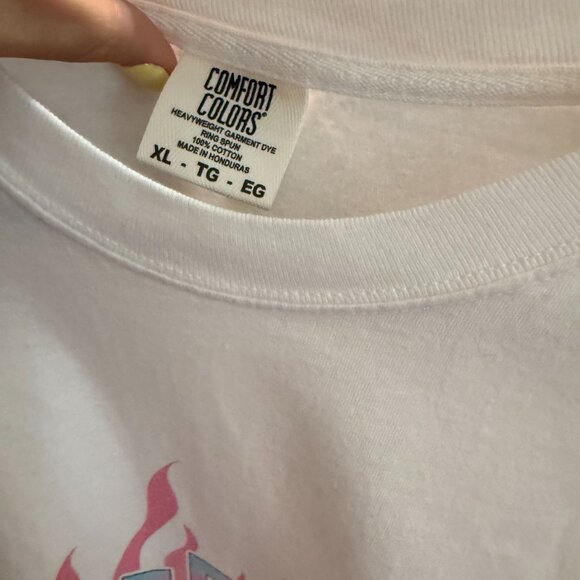 COMFORT
COLORS®
HEAVYWEIGHT GARMENT DYE
RING SPUN
100% COTTON
MADE IN HONDURAS
XL - TG - EG